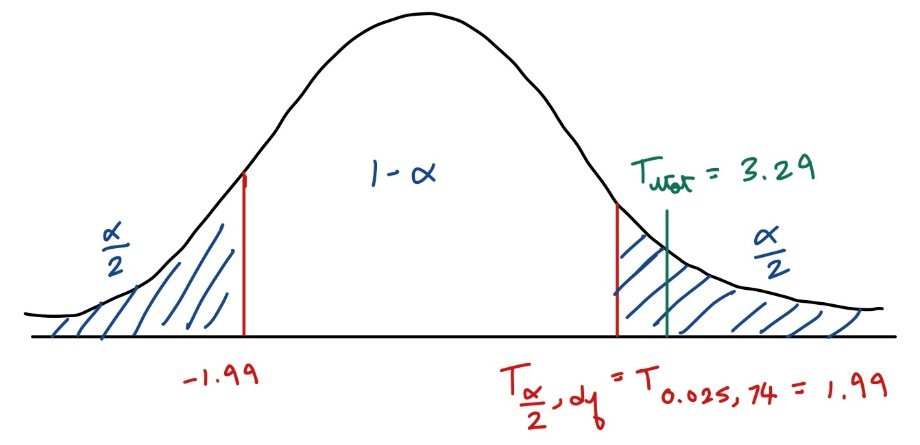 1-α
T_stat = 3.29
α/2
α/2
-1.99
T_α/2, df = T_0.025, 74 = 1.99